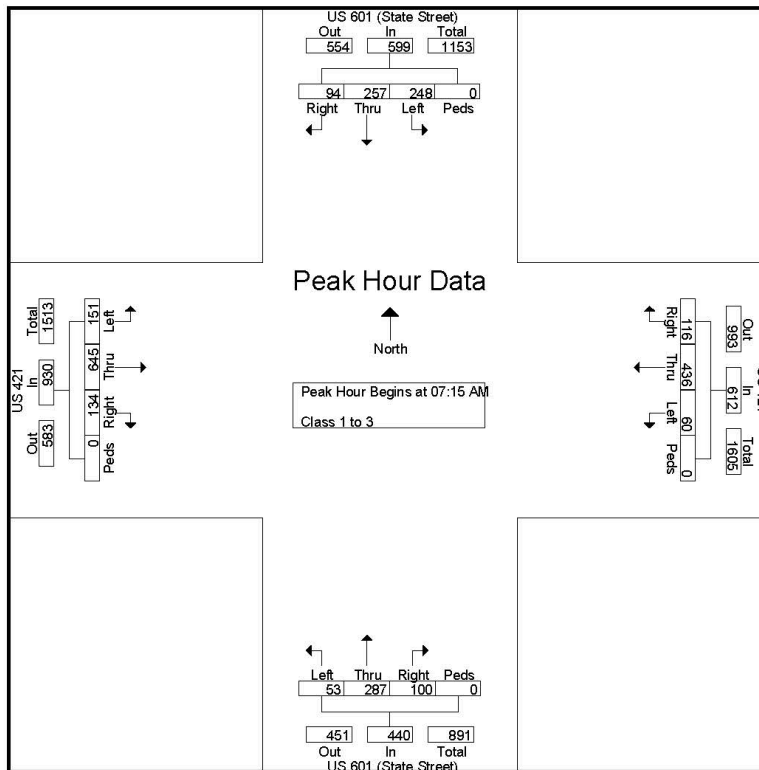 US 601 (State Street)
Out In Total
554 599 1153
94 257 248 0
Right Thru Left Peds
Peak Hour Data
North
Peak Hour Begins at 07:15 AM
Class 1 to 3
US 421
Out In Total
583 930 1513
0 134 645 151
Peds Right Thru Left
Right Thru Left Peds
116 436 60 0
Out In Total
993 612 1605
Left Thru Right Peds
53 287 100 0
451 440 891
Out In Total
US 601 (State Street)